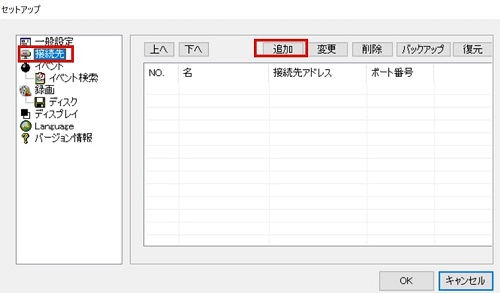 セットアップ
一般設定
接続先
イベント
イベント検索
録画
ディスク
ディスプレイ
Language
バージョン情報
上へ 下へ 追加 変更 削除 バックアップ 復元
NO. 名 接続先アドレス ポート番号
OK キャンセル